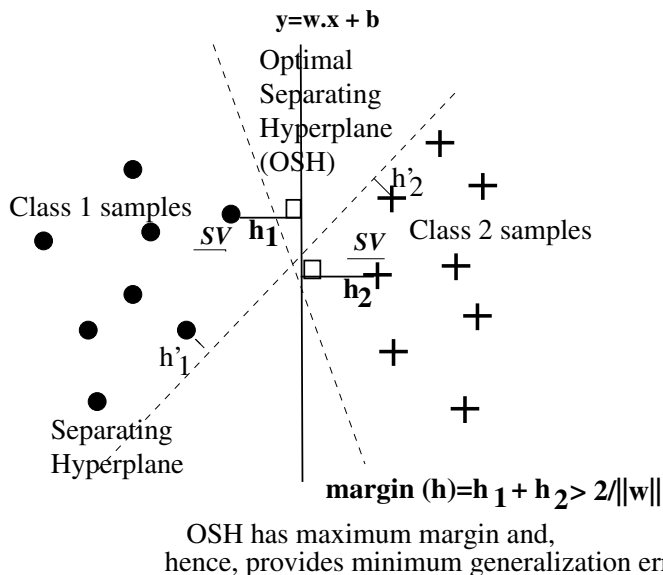 y=w.x + b
Optimal
Separating
Hyperplane
(OSH)
h'2
Class 1 samples
SV
h1
SV
Class 2 samples
h2
h'1
Separating
Hyperplane
margin (h)=h1 + h2 > 2/||w||
OSH has maximum margin and,
hence, provides minimum generalization err